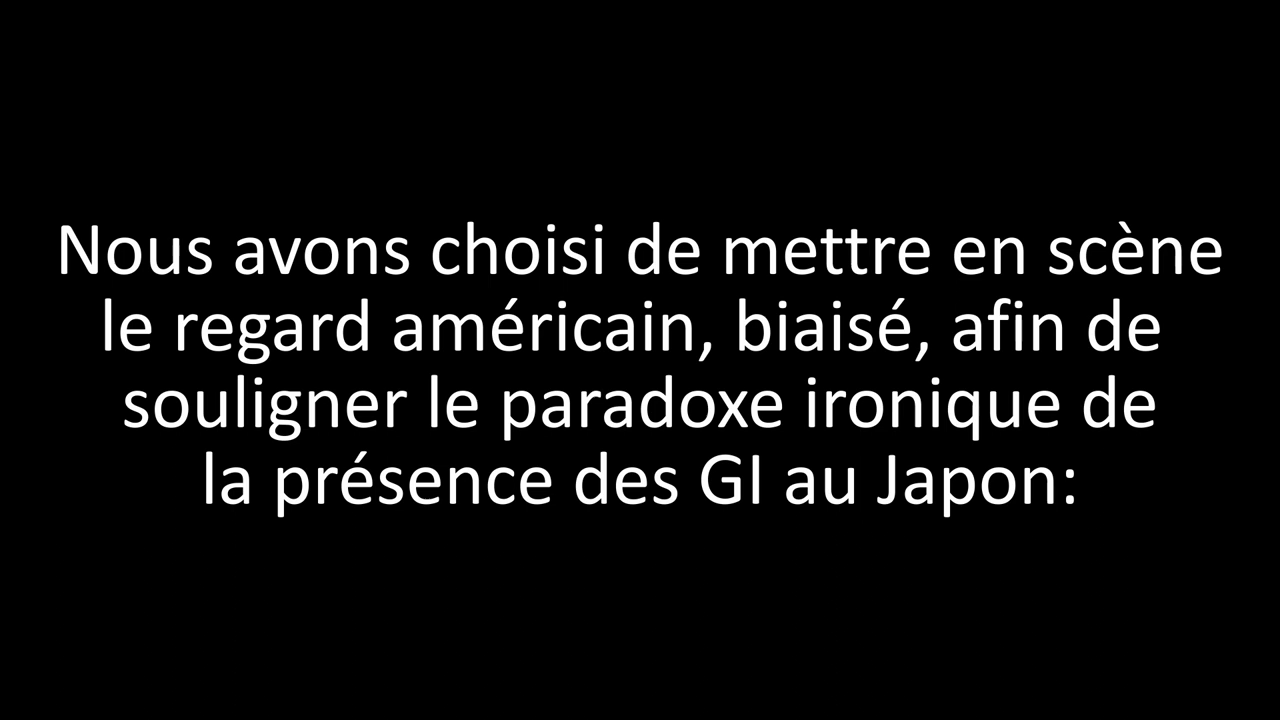 Nous avons choisi de mettre en scène
le regard américain, biaisé, afin de
souligner le paradoxe ironique de
la présence des GI au Japon: